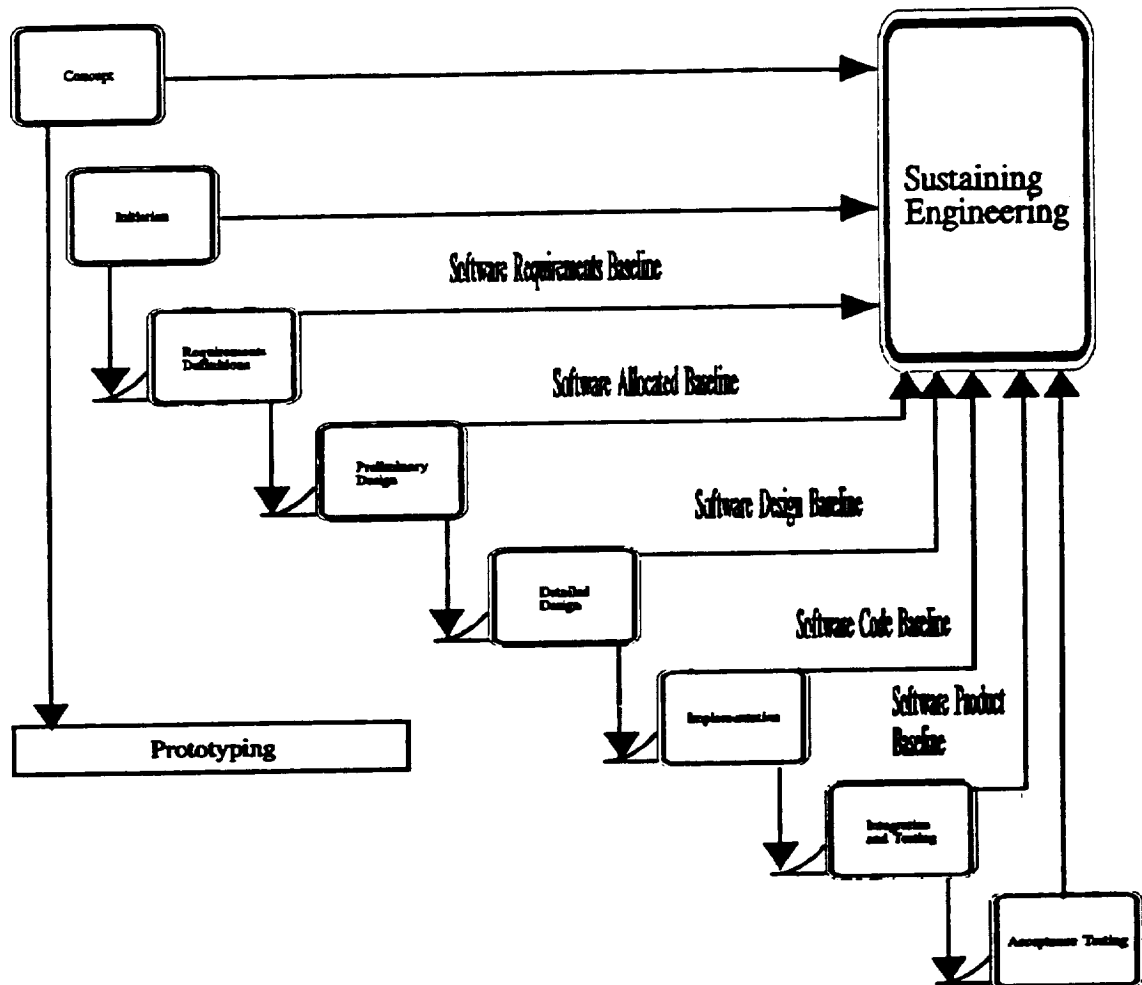 Concept
Sustaining
Engineering
Initiation
Software Requirements Baseline
Requirements
Definitions
Software Allocated Baseline
Preliminary
Design
Software Design Baseline
Detailed
Design
Software Code Baseline
Implementation
Software Product
Baseline
Prototyping
Integration
and Testing
Acceptance Testing